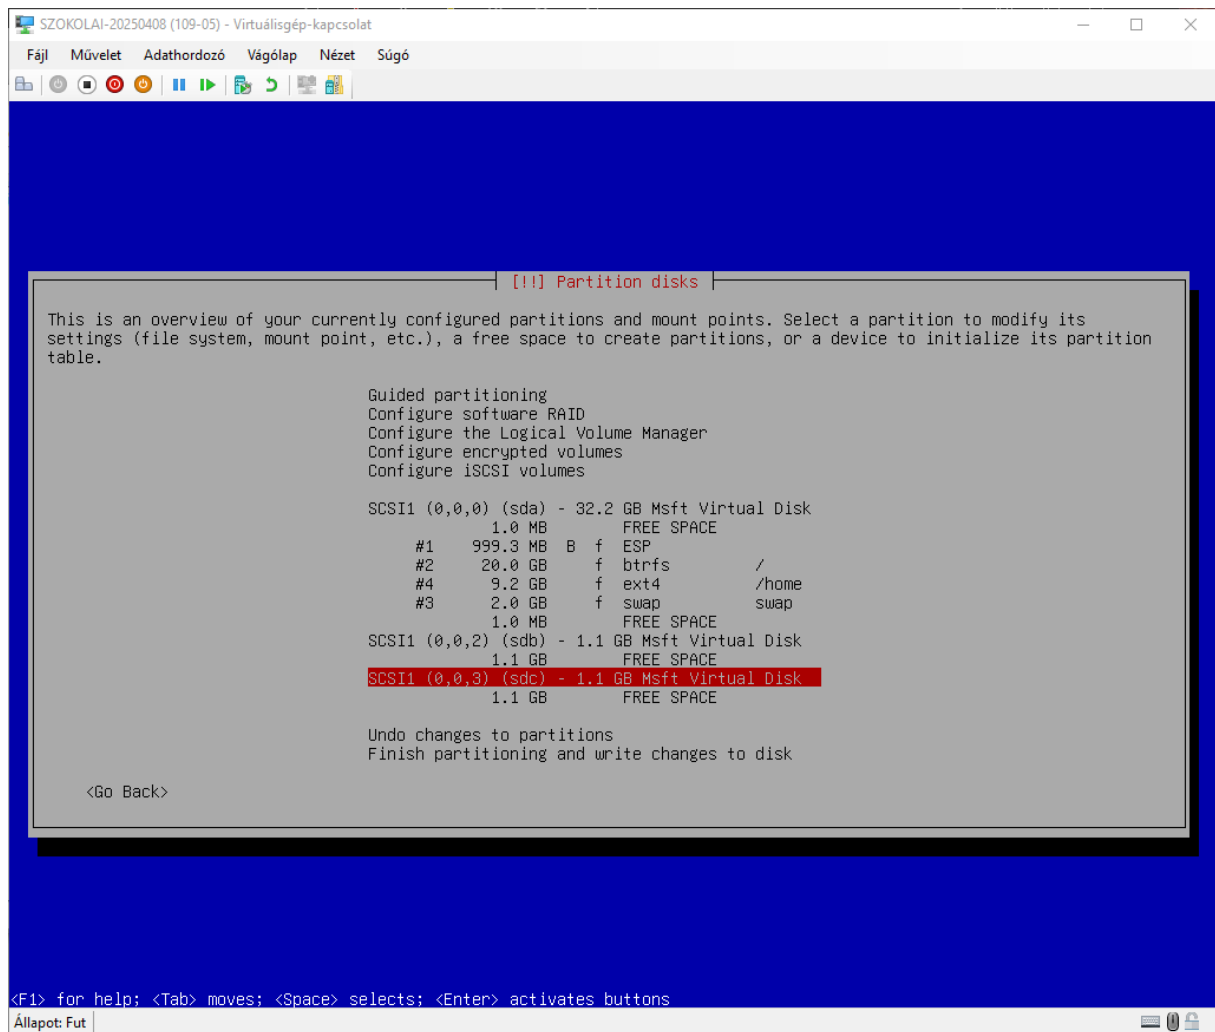 SZOKOLAI-20250408 (109-05) - Virtuálisgép-kapcsolat
Fájl Művelet Adathordozó Vágólap Nézet Súgó
[!!] Partition disks
This is an overview of your currently configured partitions and mount points. Select a partition to modify its
settings (file system, mount point, etc.), a free space to create partitions, or a device to initialize its partition
table.
Guided partitioning
Configure software RAID
Configure the Logical Volume Manager
Configure encrypted volumes
Configure iSCSI volumes
SCSI1 (0,0,0) (sda) - 32.2 GB Msft Virtual Disk
1.0 MB FREE SPACE
#1 999.3 MB B f ESP
#2 20.0 GB f btrfs /
#4 9.2 GB f ext4 /home
#3 2.0 GB f swap swap
1.0 MB FREE SPACE
SCSI1 (0,0,2) (sdb) - 1.1 GB Msft Virtual Disk
1.1 GB FREE SPACE
SCSI1 (0,0,3) (sdc) - 1.1 GB Msft Virtual Disk
1.1 GB FREE SPACE
Undo changes to partitions
Finish partitioning and write changes to disk
<Go Back>
<F1> for help; <Tab> moves; <Space> selects; <Enter> activates buttons
Állapot: Fut